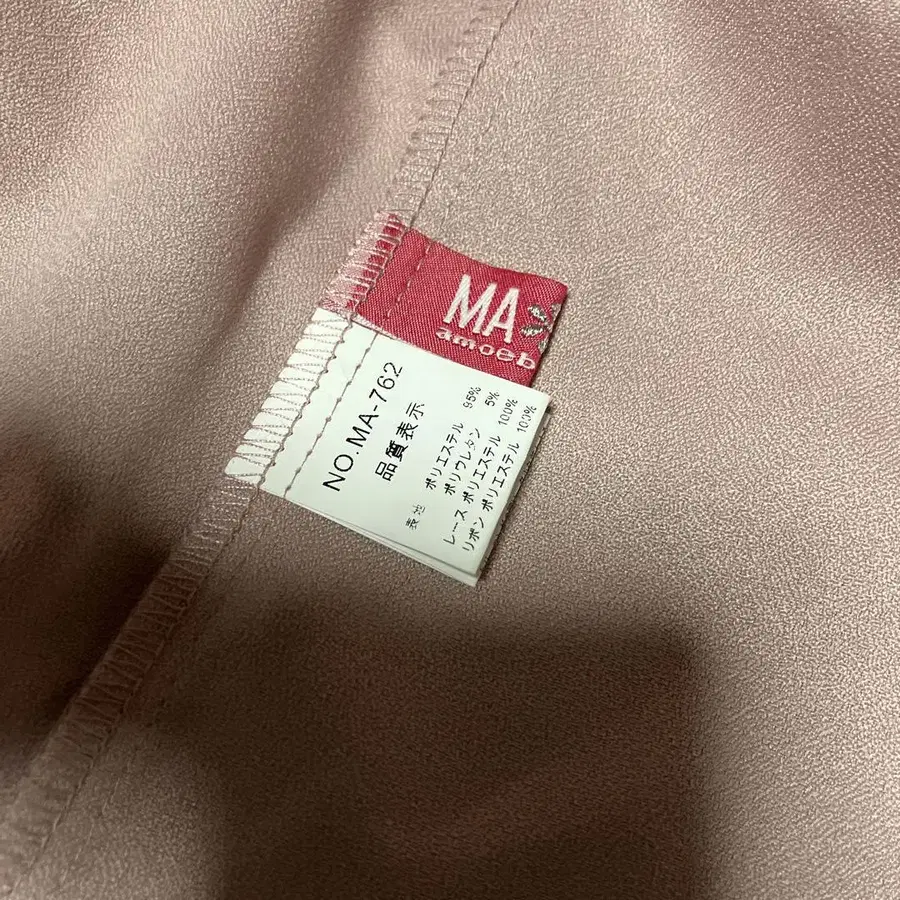 MA
amoeb
NO.MA-762
品質表示
表地 ポリエステル 95%
ポリウレタン 5%
レース ポリエステル 100%
リボン ポリエステル 100%